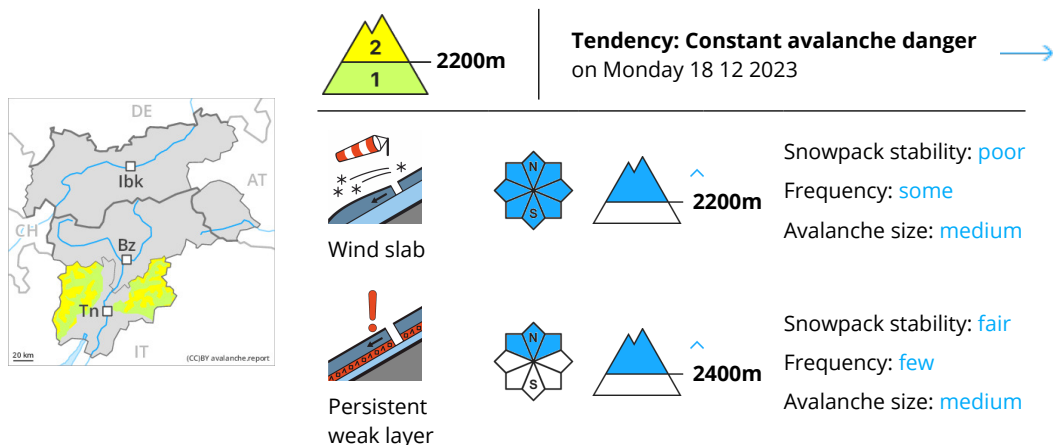 2
1
2200m
Tendency: Constant avalanche danger
on Monday 18 12 2023
DE
Ibk
AT
CH
Bz
Tn
IT
20 km
(CC)BY avalanche.report
Wind slab
N
S
2200m
Snowpack stability: poor
Frequency: some
Avalanche size: medium
Persistent
weak layer
N
S
2400m
Snowpack stability: fair
Frequency: few
Avalanche size: medium